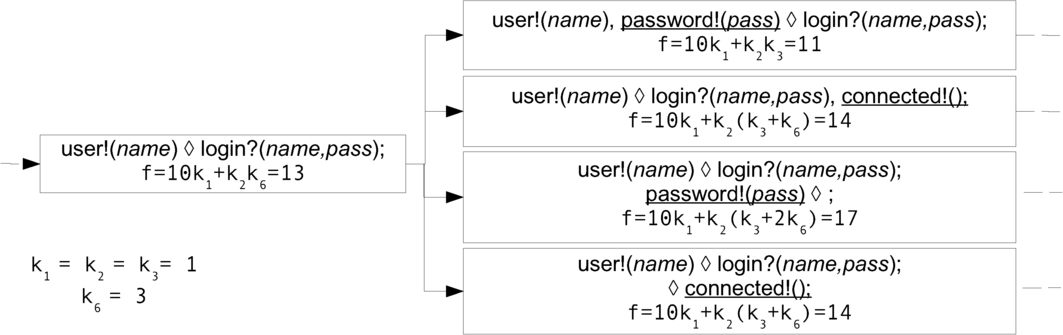 user!(name), password!(pass) ◊ login?(name,pass);
f=10k₁+k₂k₃=11
user!(name) ◊ login?(name,pass), connected!();
f=10k₁+k₂(k₃+k₆)=14
user!(name) ◊ login?(name,pass);
f=10k₁+k₂k₆=13
user!(name) ◊ login?(name,pass);
password!(pass) ◊ ;
f=10k₁+k₂(k₃+2k₆)=17
user!(name) ◊ login?(name,pass);
◊ connected!();
f=10k₁+k₂(k₃+k₆)=14
k₁ = k₂ = k₃= 1
k₆ = 3